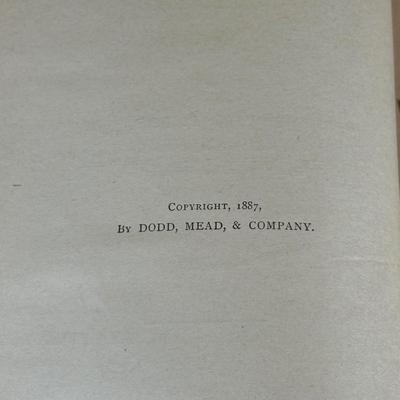 Copyright, 1887,
By DODD, MEAD, & COMPANY.